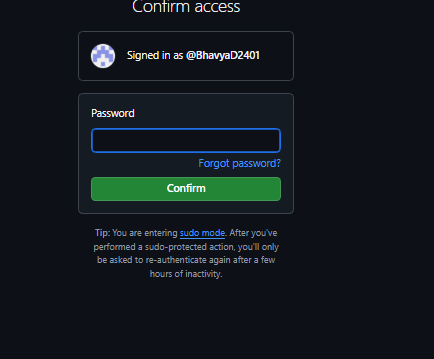 Confirm access
Signed in as @BhavyaD2401
Password
Forgot password?
Confirm
Tip: You are entering sudo mode. After you've
performed a sudo-protected action, you'll only
be asked to re-authenticate again after a few
hours of inactivity.